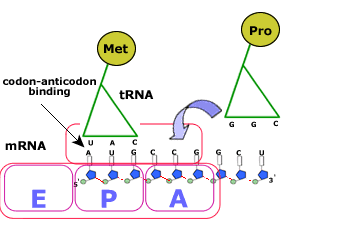 Pro
Met
codon-anticodon
binding
tRNA
G G C
mRNA
U A C
A U G C C G G C U
5' 3'
E P A